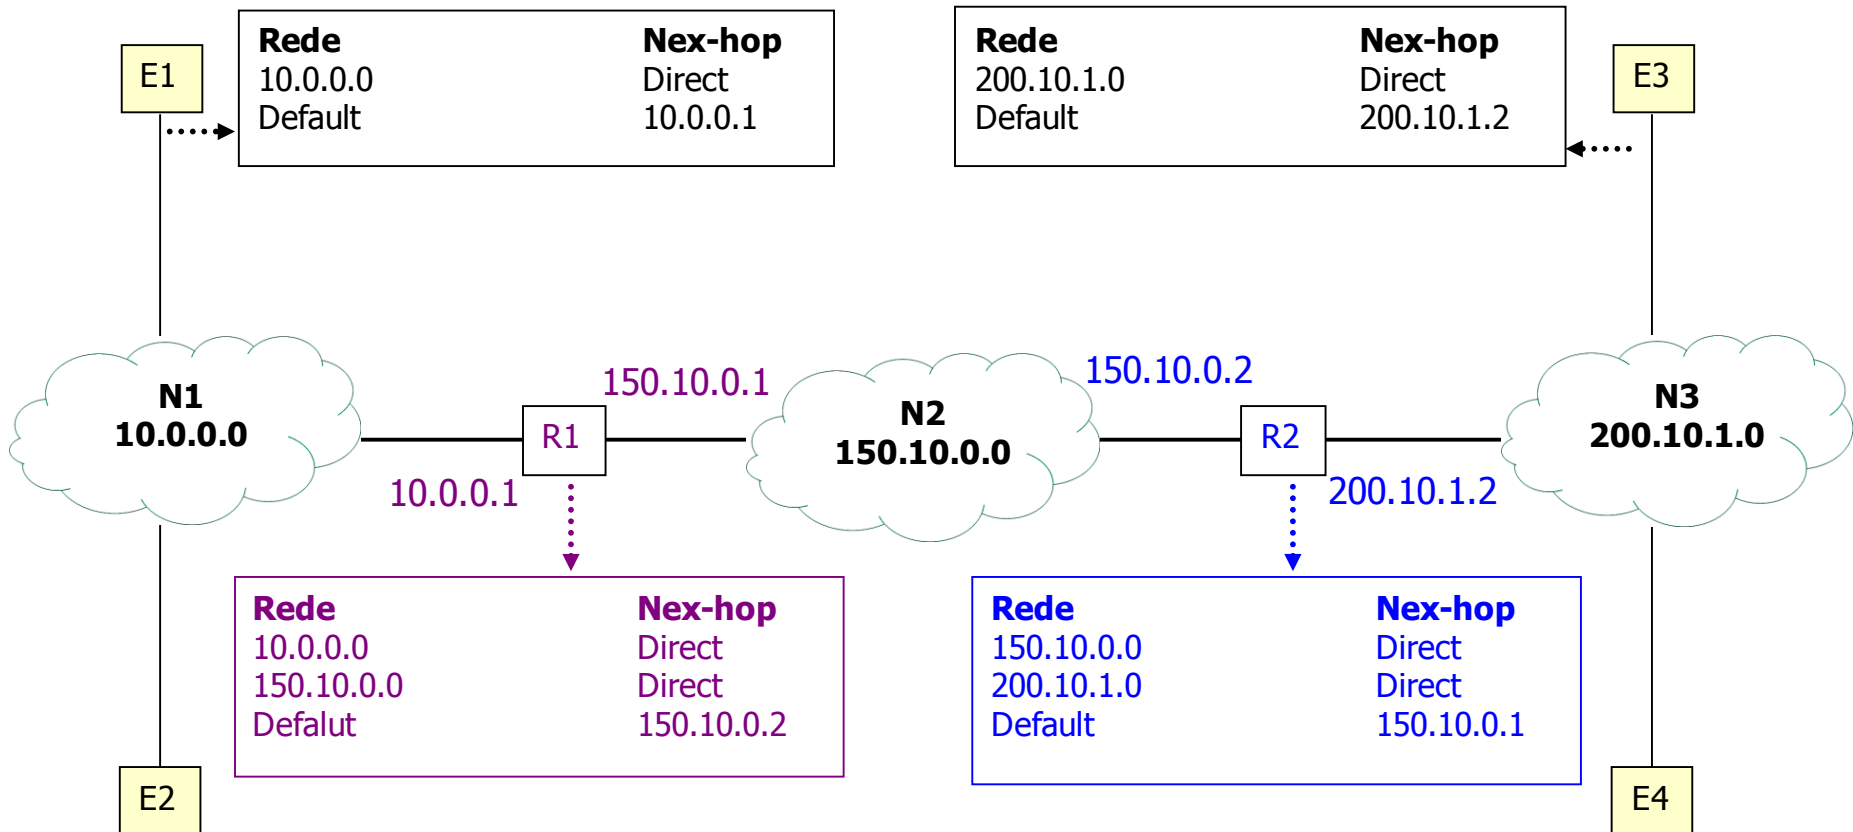 E1
Rede Nex-hop
10.0.0.0 Direct
Default 10.0.0.1
Rede Nex-hop
200.10.1.0 Direct
Default 200.10.1.2
E3
N1
10.0.0.0
10.0.0.1
R1
150.10.0.1
N2
150.10.0.0
150.10.0.2
R2
200.10.1.2
N3
200.10.1.0
Rede Nex-hop
10.0.0.0 Direct
150.10.0.0 Direct
Defalut 150.10.0.2
Rede Nex-hop
150.10.0.0 Direct
200.10.1.0 Direct
Default 150.10.0.1
E2
E4